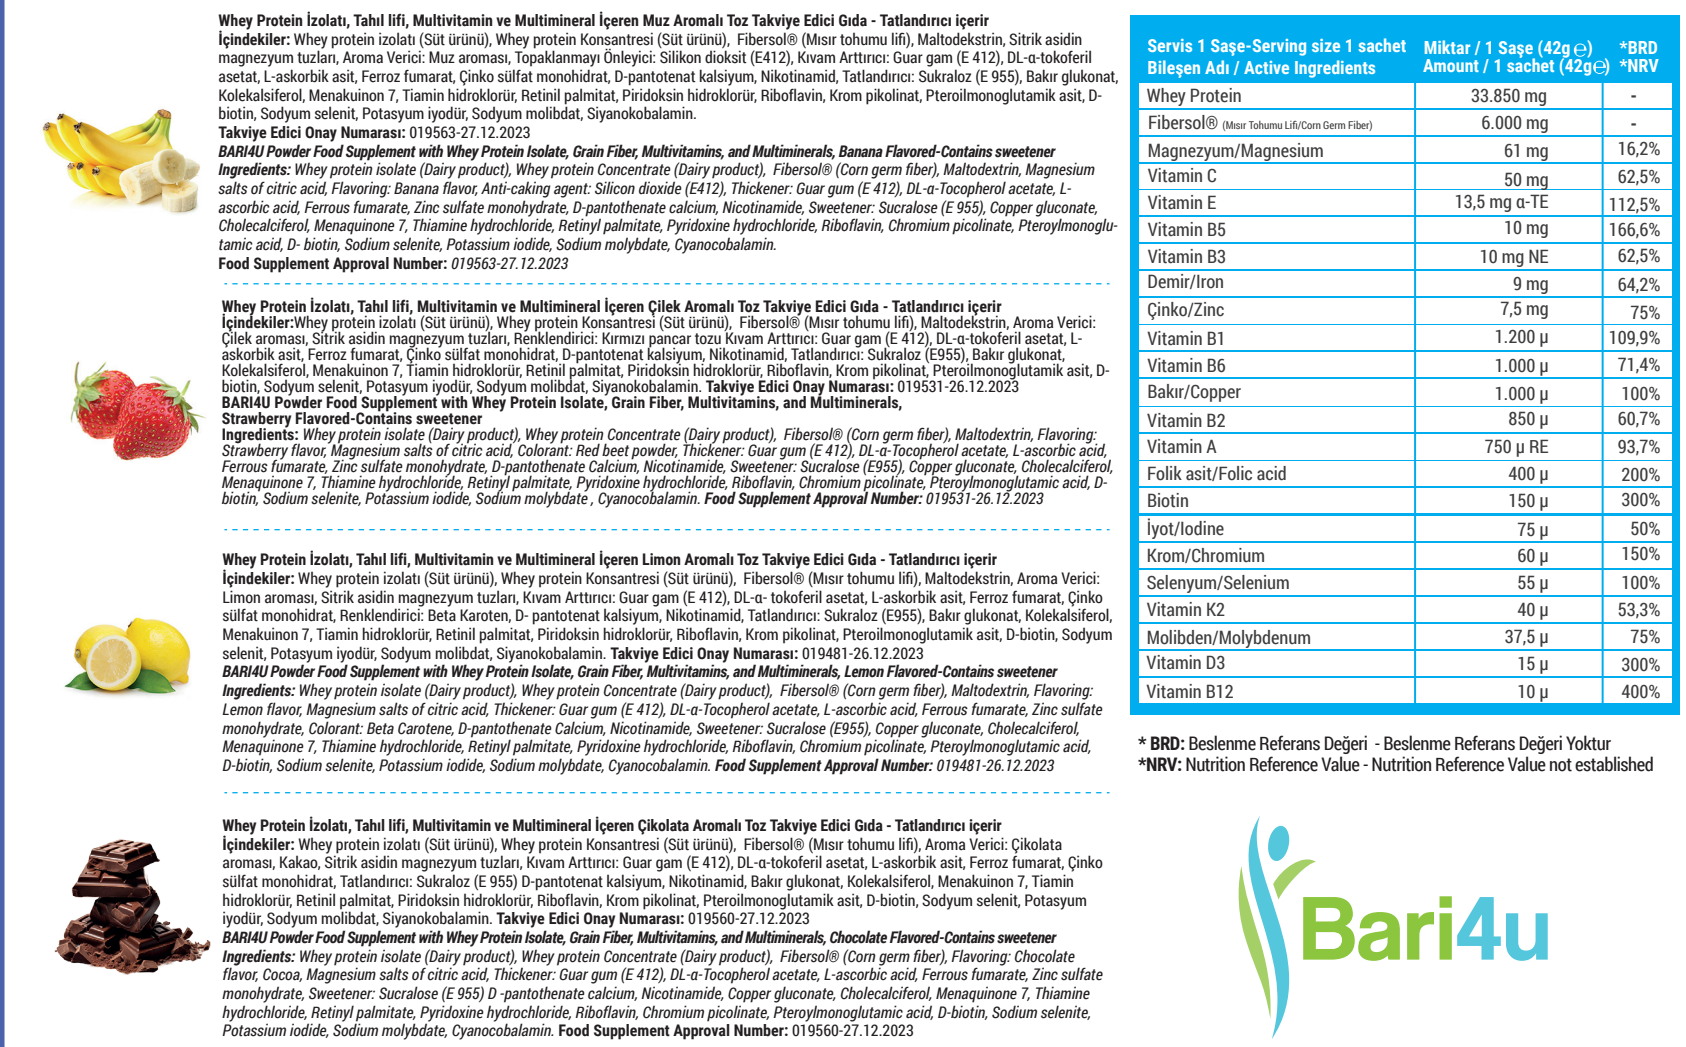 Whey Protein İzolatı, Tahıl lifi, Multivitamin ve Multimineral İçeren Muz Aromalı Toz Takviye Edici Gıda - Tatlandırıcı içerir
İçindekiler: Whey protein izolatı (Süt ürünü), Whey protein Konsantresi (Süt ürünü), Fibersol® (Mısır tohumu lifi), Maltodekstrin, Sitrik asidin
magnezyum tuzları, Aroma Verici: Muz aroması, Topaklanmayı Önleyici: Silikon dioksit (E412), Kıvam Arttırıcı: Guar gam (E 412), DL-α-tokoferil
asetat, L-askorbik asit, Ferroz fumarat, Çinko sülfat monohidrat, D-pantotenat kalsiyum, Nikotinamid, Tatlandırıcı: Sukraloz (E 955), Bakır glukonat,
Kolekalsiferol, Menakuinon 7, Tiamin hidroklorür, Retinil palmitat, Piridoksin hidroklorür, Riboflavin, Krom pikolinat, Pteroilmonoglutamik asit, D-
biotin, Sodyum selenit, Potasyum iyodür, Sodyum molibdat, Siyanokobalamin.
Takviye Edici Onay Numarası: 019563-27.12.2023
BARI4U Powder Food Supplement with Whey Protein Isolate, Grain Fiber, Multivitamins, and Multiminerals, Banana Flavored-Contains sweetener
Ingredients: Whey protein isolate (Dairy product), Whey protein Concentrate (Dairy product), Fibersol® (Corn germ fiber), Maltodextrin, Magnesium
salts of citric acid, Flavoring: Banana flavor, Anti-caking agent: Silicon dioxide (E412), Thickener: Guar gum (E 412), DL-α-Tocopherol acetate, L-
ascorbic acid, Ferrous fumarate, Zinc sulfate monohydrate, D-pantothenate calcium, Nicotinamide, Sweetener: Sucralose (E 955), Copper gluconate,
Cholecalciferol, Menaquinone 7, Thiamine hydrochloride, Retinyl palmitate, Pyridoxine hydrochloride, Riboflavin, Chromium picolinate, Pteroylmonoglu-
tamic acid, D- biotin, Sodium selenite, Potassium iodide, Sodium molybdate, Cyanocobalamin.
Food Supplement Approval Number: 019563-27.12.2023
Whey Protein İzolatı, Tahıl lifi, Multivitamin ve Multimineral İçeren Çilek Aromalı Toz Takviye Edici Gıda - Tatlandırıcı içerir
İçindekiler:Whey protein izolatı (Süt ürünü), Whey protein Konsantresi (Süt ürünü), Fibersol® (Mısır tohumu lifi), Maltodekstrin, Aroma Verici:
Çilek aroması, Sitrik asidin magnezyum tuzları, Renklendirici: Kırmızı pancar tozu Kıvam Arttırıcı: Guar gam (E 412), DL-α-tokoferil asetat, L-
askorbik asit, Ferroz fumarat, Çinko sülfat monohidrat, D-pantotenat kalsiyum, Nikotinamid, Tatlandırıcı: Sukraloz (E955), Bakır glukonat,
Kolekalsiferol, Menakuinon 7, Tiamin hidroklorür, Retinil palmitat, Piridoksin hidroklorür, Riboflavin, Krom pikolinat, Pteroilmonoglutamik asit, D-
biotin, Sodyum selenit, Potasyum iyodür, Sodyum molibdat, Siyanokobalamin. Takviye Edici Onay Numarası: 019531-26.12.2023
BARI4U Powder Food Supplement with Whey Protein Isolate, Grain Fiber, Multivitamins, and Multiminerals,
Strawberry Flavored-Contains sweetener
Ingredients: Whey protein isolate (Dairy product), Whey protein Concentrate (Dairy product), Fibersol® (Corn germ fiber), Maltodextrin, Flavoring:
Strawberry flavor, Magnesium salts of citric acid, Colorant: Red beet powder, Thickener: Guar gum (E 412), DL-α-Tocopherol acetate, L-ascorbic acid,
Ferrous fumarate, Zinc sulfate monohydrate, D-pantothenate Calcium, Nicotinamide, Sweetener: Sucralose (E955), Copper gluconate, Cholecalciferol,
Menaquinone 7, Thiamine hydrochloride, Retinyl palmitate, Pyridoxine hydrochloride, Riboflavin, Chromium picolinate, Pteroylmonoglutamic acid, D-
biotin, Sodium selenite, Potassium iodide, Sodium molybdate , Cyanocobalamin. Food Supplement Approval Number: 019531-26.12.2023
Whey Protein İzolatı, Tahıl lifi, Multivitamin ve Multimineral İçeren Limon Aromalı Toz Takviye Edici Gıda - Tatlandırıcı içerir
İçindekiler: Whey protein izolatı (Süt ürünü), Whey protein Konsantresi (Süt ürünü), Fibersol® (Mısır tohumu lifi), Maltodekstrin, Aroma Verici:
Limon aroması, Sitrik asidin magnezyum tuzları, Kıvam Arttırıcı: Guar gam (E 412), DL-α- tokoferil asetat, L-askorbik asit, Ferroz fumarat, Çinko
sülfat monohidrat, Renklendirici: Beta Karoten, D- pantotenat kalsiyum, Nikotinamid, Tatlandırıcı: Sukraloz (E955), Bakır glukonat, Kolekalsiferol,
Menakuinon 7, Tiamin hidroklorür, Retinil palmitat, Piridoksin hidroklorür, Riboflavin, Krom pikolinat, Pteroilmonoglutamik asit, D-biotin, Sodyum
selenit, Potasyum iyodür, Sodyum molibdat, Siyanokobalamin. Takviye Edici Onay Numarası: 019481-26.12.2023
BARI4U Powder Food Supplement with Whey Protein Isolate, Grain Fiber, Multivitamins, and Multiminerals, Lemon Flavored-Contains sweetener
Ingredients: Whey protein isolate (Dairy product), Whey protein Concentrate (Dairy product), Fibersol® (Corn germ fiber), Maltodextrin, Flavoring:
Lemon flavor, Magnesium salts of citric acid, Thickener: Guar gum (E 412), DL-α-Tocopherol acetate, L-ascorbic acid, Ferrous fumarate, Zinc sulfate
monohydrate, Colorant: Beta Carotene, D-pantothenate Calcium, Nicotinamide, Sweetener: Sucralose (E955), Copper gluconate, Cholecalciferol,
Menaquinone 7, Thiamine hydrochloride, Retinyl palmitate, Pyridoxine hydrochloride, Riboflavin, Chromium picolinate, Pteroylmonoglutamic acid,
D-biotin, Sodium selenite, Potassium iodide, Sodium molybdate, Cyanocobalamin. Food Supplement Approval Number: 019481-26.12.2023
Whey Protein İzolatı, Tahıl lifi, Multivitamin ve Multimineral İçeren Çikolata Aromalı Toz Takviye Edici Gıda - Tatlandırıcı içerir
İçindekiler: Whey protein izolatı (Süt ürünü), Whey protein Konsantresi (Süt ürünü), Fibersol® (Mısır tohumu lifi), Aroma Verici: Çikolata
aroması, Kakao, Sitrik asidin magnezyum tuzları, Kıvam Arttırıcı: Guar gam (E 412), DL-α-tokoferil asetat, L-askorbik asit, Ferroz fumarat, Çinko
sülfat monohidrat, Tatlandırıcı: Sukraloz (E 955) D-pantotenat kalsiyum, Nikotinamid, Bakır glukonat, Kolekalsiferol, Menakuinon 7, Tiamin
hidroklorür, Retinil palmitat, Piridoksin hidroklorür, Riboflavin, Krom pikolinat, Pteroilmonoglutamik asit, D-biotin, Sodyum selenit, Potasyum
iyodür, Sodyum molibdat, Siyanokobalamin. Takviye Edici Onay Numarası: 019560-27.12.2023
BARI4U Powder Food Supplement with Whey Protein Isolate, Grain Fiber, Multivitamins, and Multiminerals, Chocolate Flavored-Contains sweetener
Ingredients: Whey protein isolate (Dairy product), Whey protein Concentrate (Dairy product), Fibersol® (Corn germ fiber), Flavoring: Chocolate
flavor, Cocoa, Magnesium salts of citric acid, Thickener: Guar gum (E 412), DL-α-Tocopherol acetate, L-ascorbic acid, Ferrous fumarate, Zinc sulfate
monohydrate, Sweetener: Sucralose (E 955) D -pantothenate calcium, Nicotinamide, Copper gluconate, Cholecalciferol, Menaquinone 7, Thiamine
hydrochloride, Retinyl palmitate, Pyridoxine hydrochloride, Riboflavin, Chromium picolinate, Pteroylmonoglutamic acid, D-biotin, Sodium selenite,
Potassium iodide, Sodium molybdate, Cyanocobalamin. Food Supplement Approval Number: 019560-27.12.2023
Servis 1 Saşe-Serving size 1 sachet Miktar / 1 Saşe (42g ℮) *BRD
Bileşen Adı / Active Ingredients Amount / 1 sachet (42g℮) *NRV
Whey Protein 33.850 mg -
Fibersol® (Mısır Tohumu Lifi/Corn Germ Fiber) 6.000 mg -
Magnezyum/Magnesium 61 mg 16,2%
Vitamin C 50 mg 62,5%
Vitamin E 13,5 mg α-TE 112,5%
Vitamin B5 10 mg 166,6%
Vitamin B3 10 mg NE 62,5%
Demir/Iron 9 mg 64,2%
Çinko/Zinc 7,5 mg 75%
Vitamin B1 1.200 µ 109,9%
Vitamin B6 1.000 µ 71,4%
Bakır/Copper 1.000 µ 100%
Vitamin B2 850 µ 60,7%
Vitamin A 750 µ RE 93,7%
Folik asit/Folic acid 400 µ 200%
Biotin 150 µ 300%
İyot/Iodine 75 µ 50%
Krom/Chromium 60 µ 150%
Selenyum/Selenium 55 µ 100%
Vitamin K2 40 µ 53,3%
Molibden/Molybdenum 37,5 µ 75%
Vitamin D3 15 µ 300%
Vitamin B12 10 µ 400%
* BRD: Beslenme Referans Değeri - Beslenme Referans Değeri Yoktur
*NRV: Nutrition Reference Value - Nutrition Reference Value not established
Bari4u